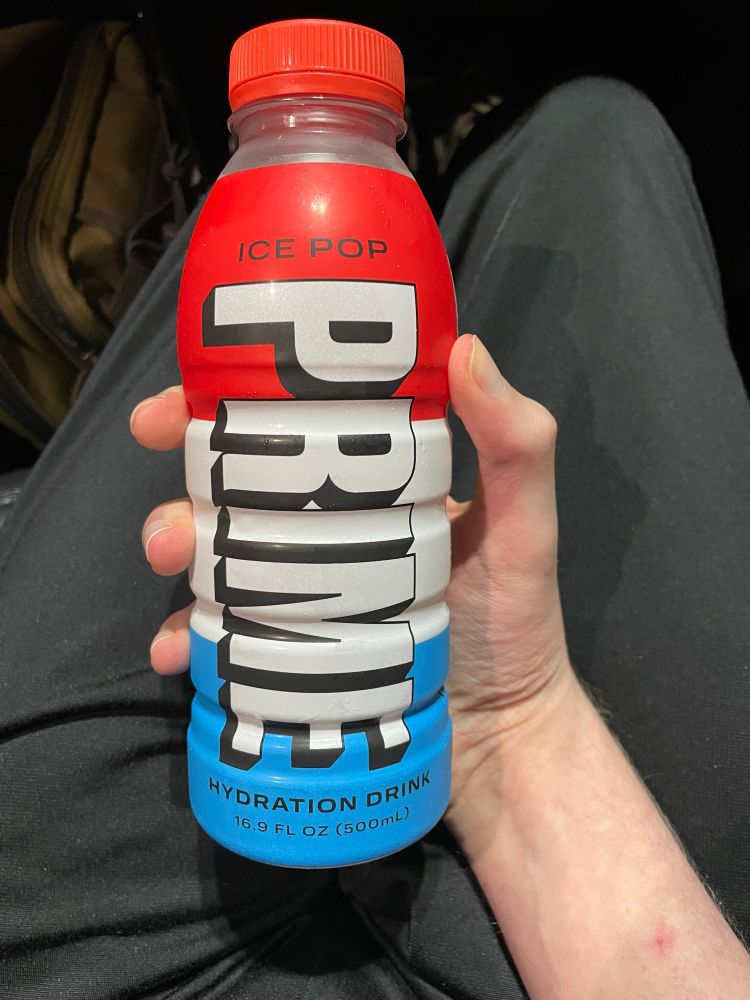 ICE POP
PRIME
HYDRATION DRINK
16.9 FL OZ (500mL)